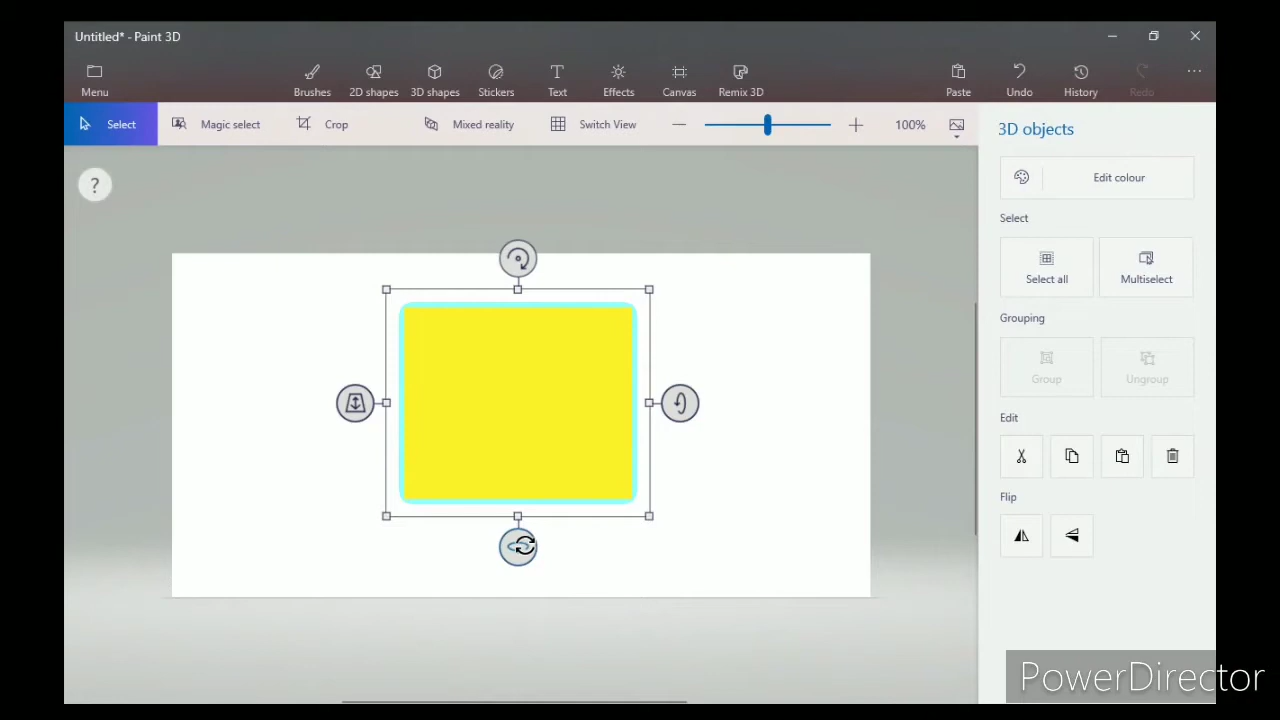 Untitled* - Paint 3D
Menu
Brushes
2D shapes
3D shapes
Stickers
Text
Effects
Canvas
Remix 3D
Paste
Undo
History
Redo
Select
Magic select
Crop
Mixed reality
Switch View
100%
?
3D objects
Edit colour
Select
Select all
Multiselect
Grouping
Group
Ungroup
Edit
Flip
PowerDirector